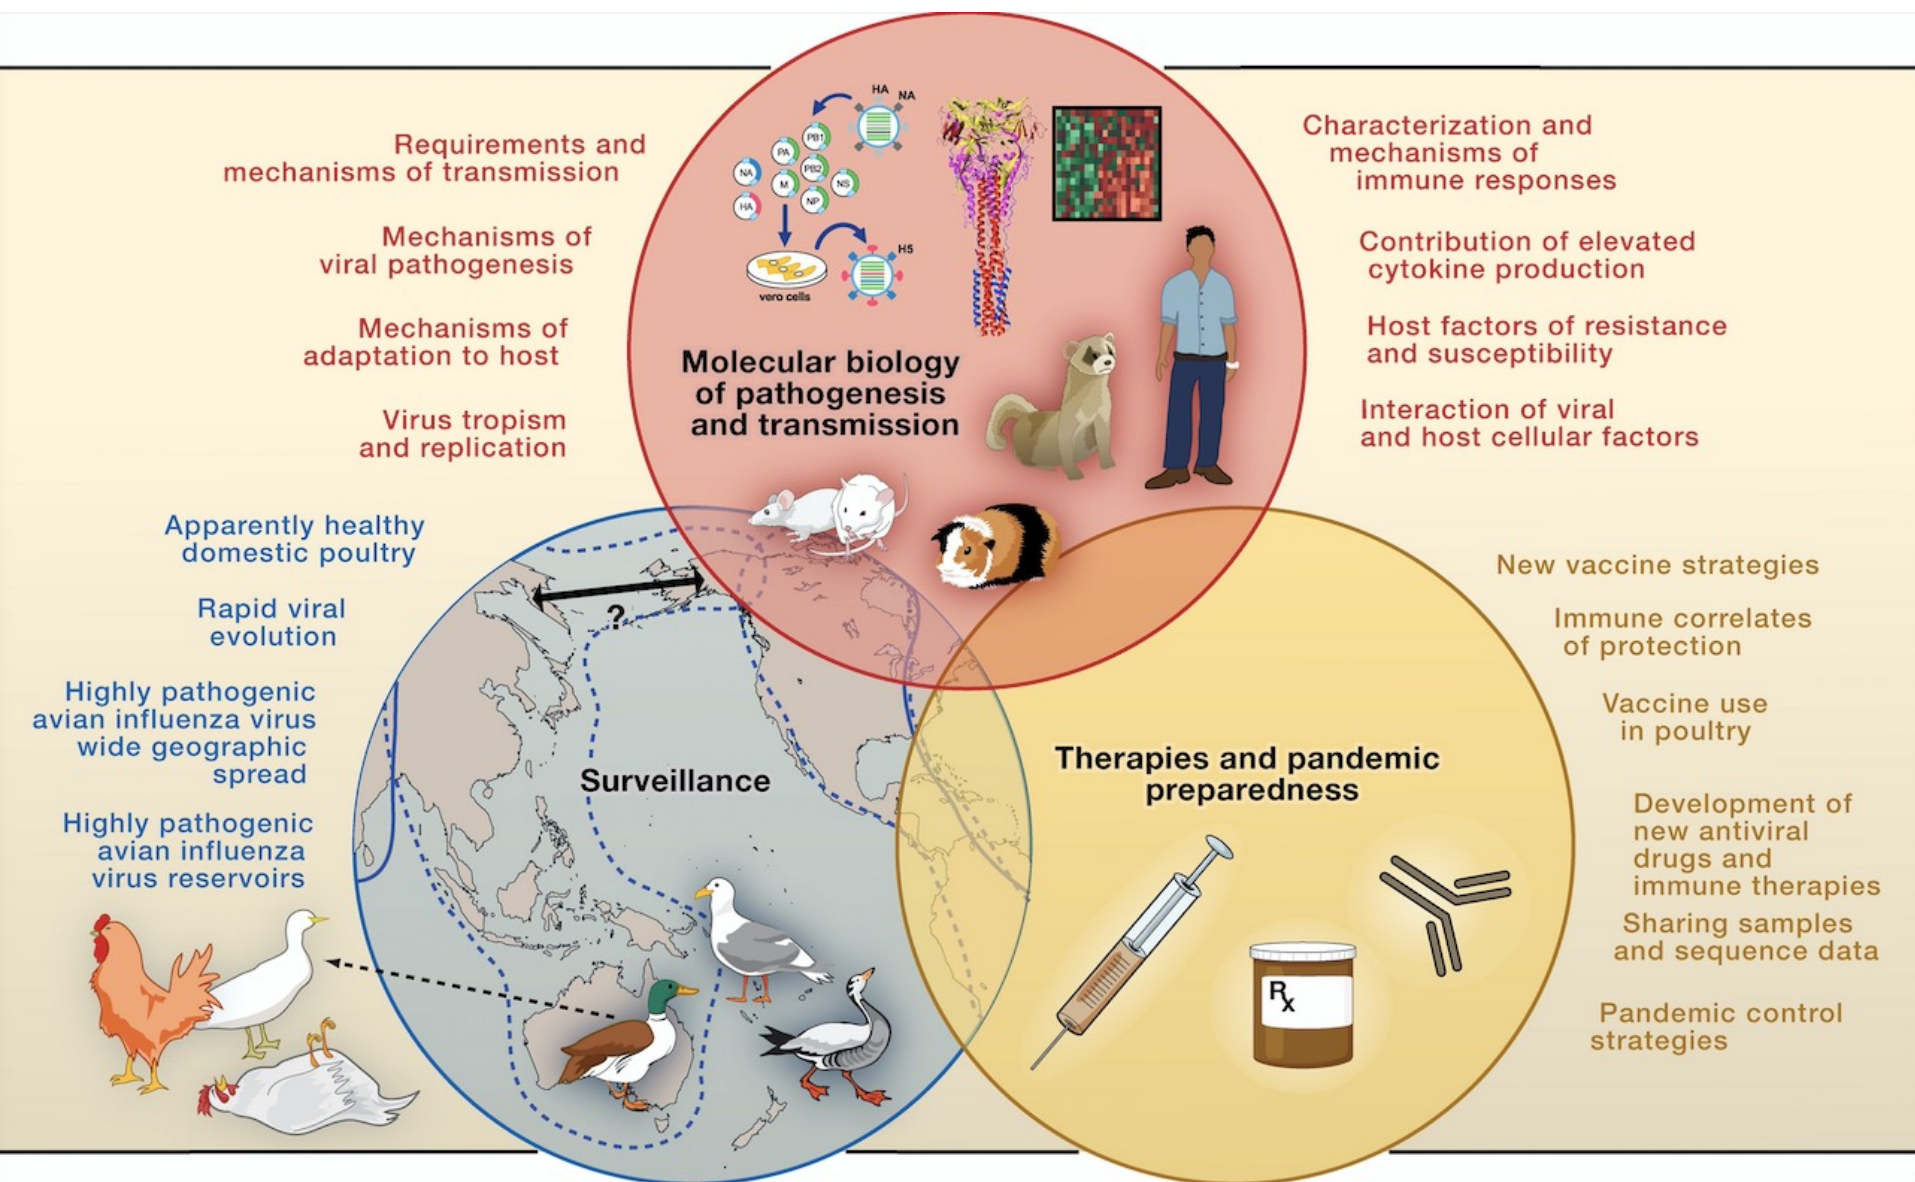 HA
NA
PB1
PA
PB2
NA
M
NS
HA
NP
H5
vero cells
Molecular biology
of pathogenesis
and transmission
Requirements and
mechanisms of transmission
Mechanisms of
viral pathogenesis
Mechanisms of
adaptation to host
Virus tropism
and replication
Characterization and
mechanisms of
immune responses
Contribution of elevated
cytokine production
Host factors of resistance
and susceptibility
Interaction of viral
and host cellular factors
Apparently healthy
domestic poultry
Rapid viral
evolution
Highly pathogenic
avian influenza virus
wide geographic
spread
Highly pathogenic
avian influenza
virus reservoirs
?
Surveillance
Therapies and pandemic
preparedness
Rx
New vaccine strategies
Immune correlates
of protection
Vaccine use
in poultry
Development of
new antiviral
drugs and
immune therapies
Sharing samples
and sequence data
Pandemic control
strategies